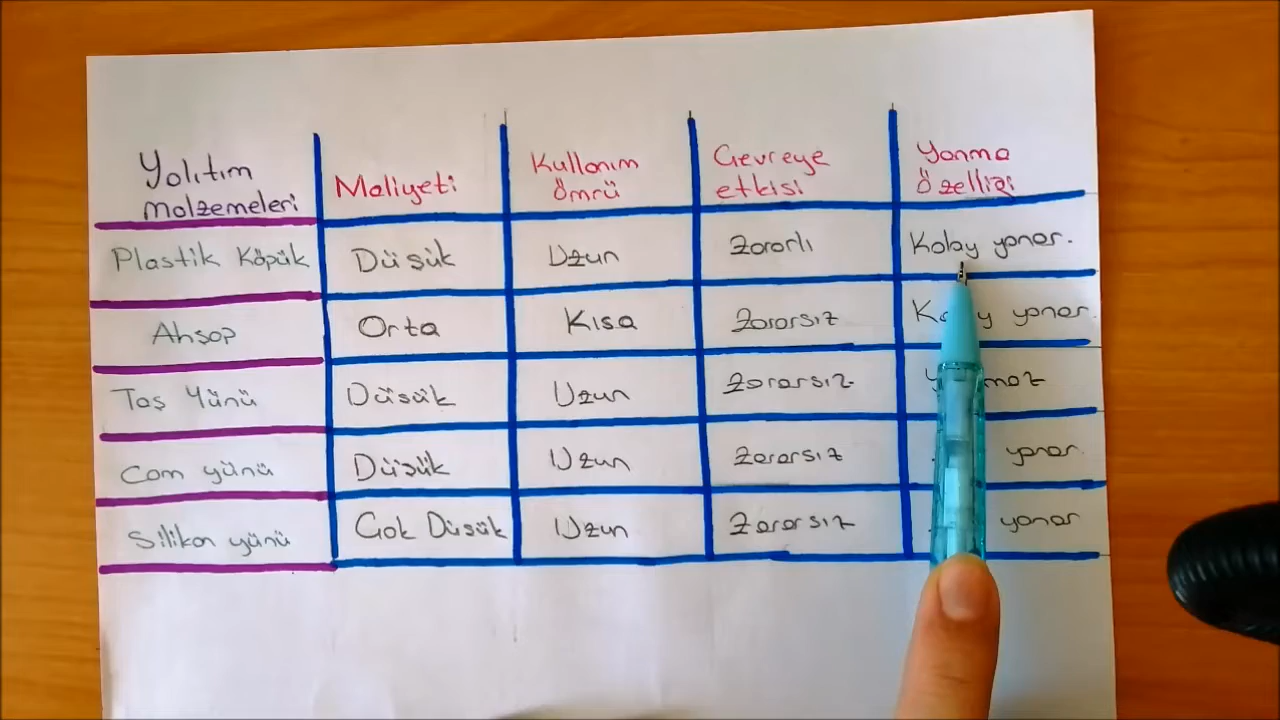 Yalıtım malzemeleri
Maliyeti
Kullanım Ömrü
Çevreye etkisi
Yanma özelliği
Plastik Köpük
Düşük
Uzun
Zararlı
Kolay yanar.
Ahşap
Orta
Kısa
Zararsız
yanar.
Taş Yünü
Düşük
Uzun
Zararsız
Cam yünü
Düşük
Uzun
Zararsız
yanar.
Silikon yünü
Çok Düşük
Uzun
Zararsız
yanar